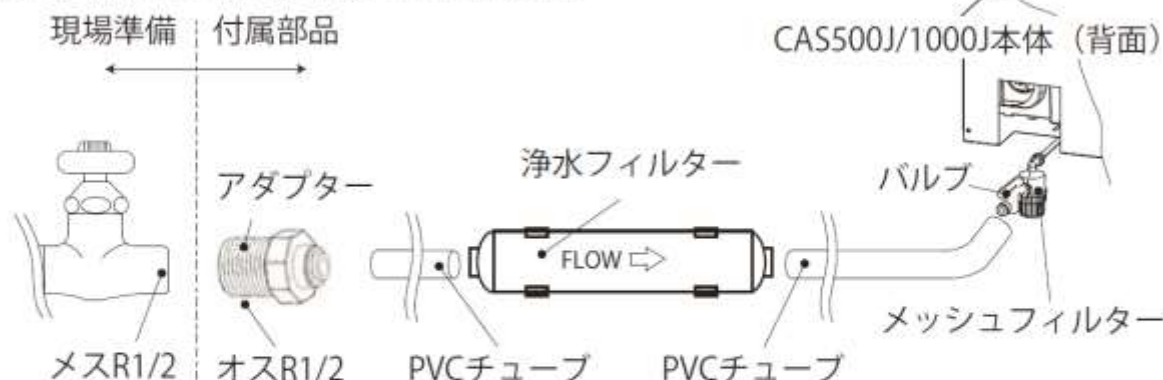 現場準備
付属部品
CAS500J/1000J本体（背面）
アダプター
浄水フィルター
バルブ
FLOW
メッシュフィルター
メスR1/2
オスR1/2
PVCチューブ
PVCチューブ